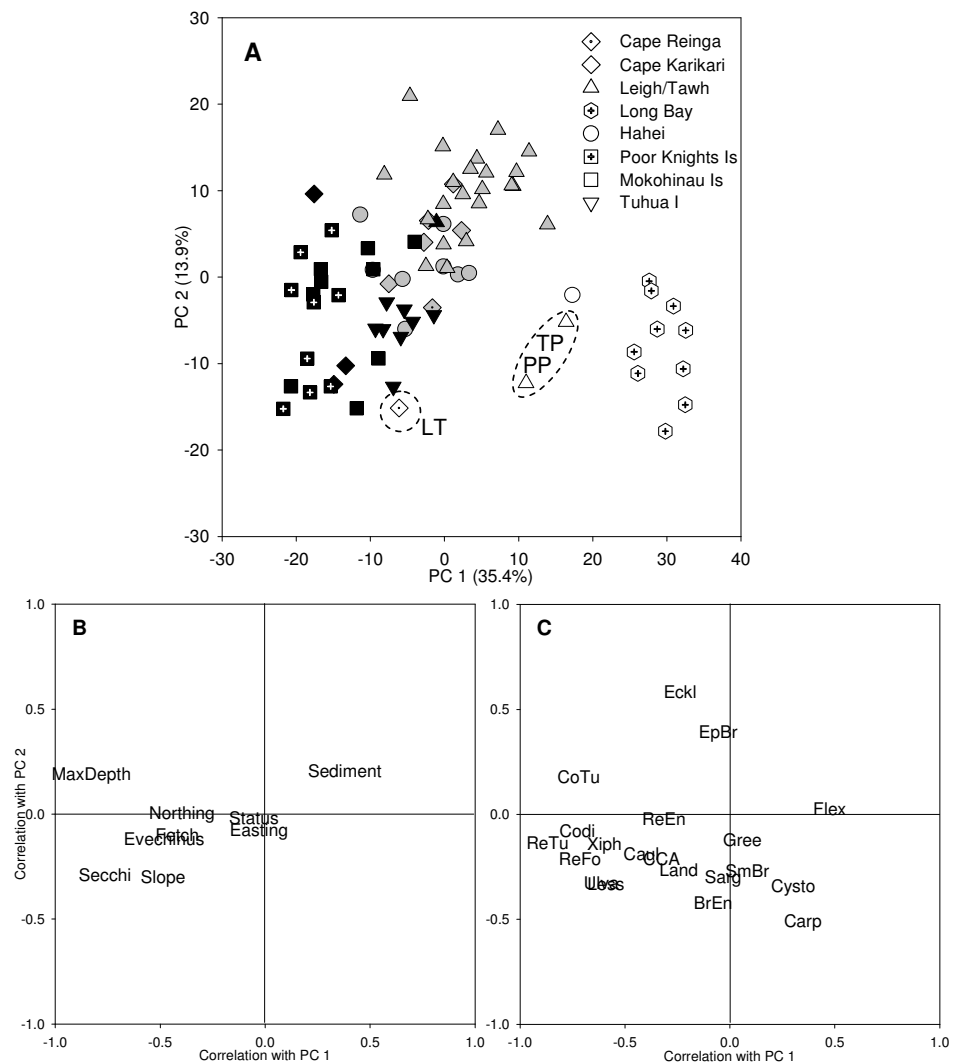 A
30
20
10
0
-10
-20
-30
PC 2 (13.9%)
Cape Reinga
Cape Karikari
Leigh/Tawh
Long Bay
Hahei
Poor Knights Is
Mokohinau Is
Tuhua I
TP
PP
LT
-30 -20 -10 0 10 20 30 40
PC 1 (35.4%)
B
1.0
0.5
0.0
-0.5
-1.0
Correlation with PC 2
MaxDepth
Sediment
Northing
Status
Easting
Fetch
Evechinus
Secchi
Slope
-1.0 -0.5 0.0 0.5 1.0
Correlation with PC 1
C
1.0
0.5
0.0
-0.5
-1.0
Eckl
EpBr
CoTu
Flex
ReEn
Codi
ReTu
Xiph
Gree
ReFo
Caul
CCA
Land
SmBr
Sarg
Ulva
Less
Cysto
BrEn
Carp
-1.0 -0.5 0.0 0.5 1.0
Correlation with PC 1